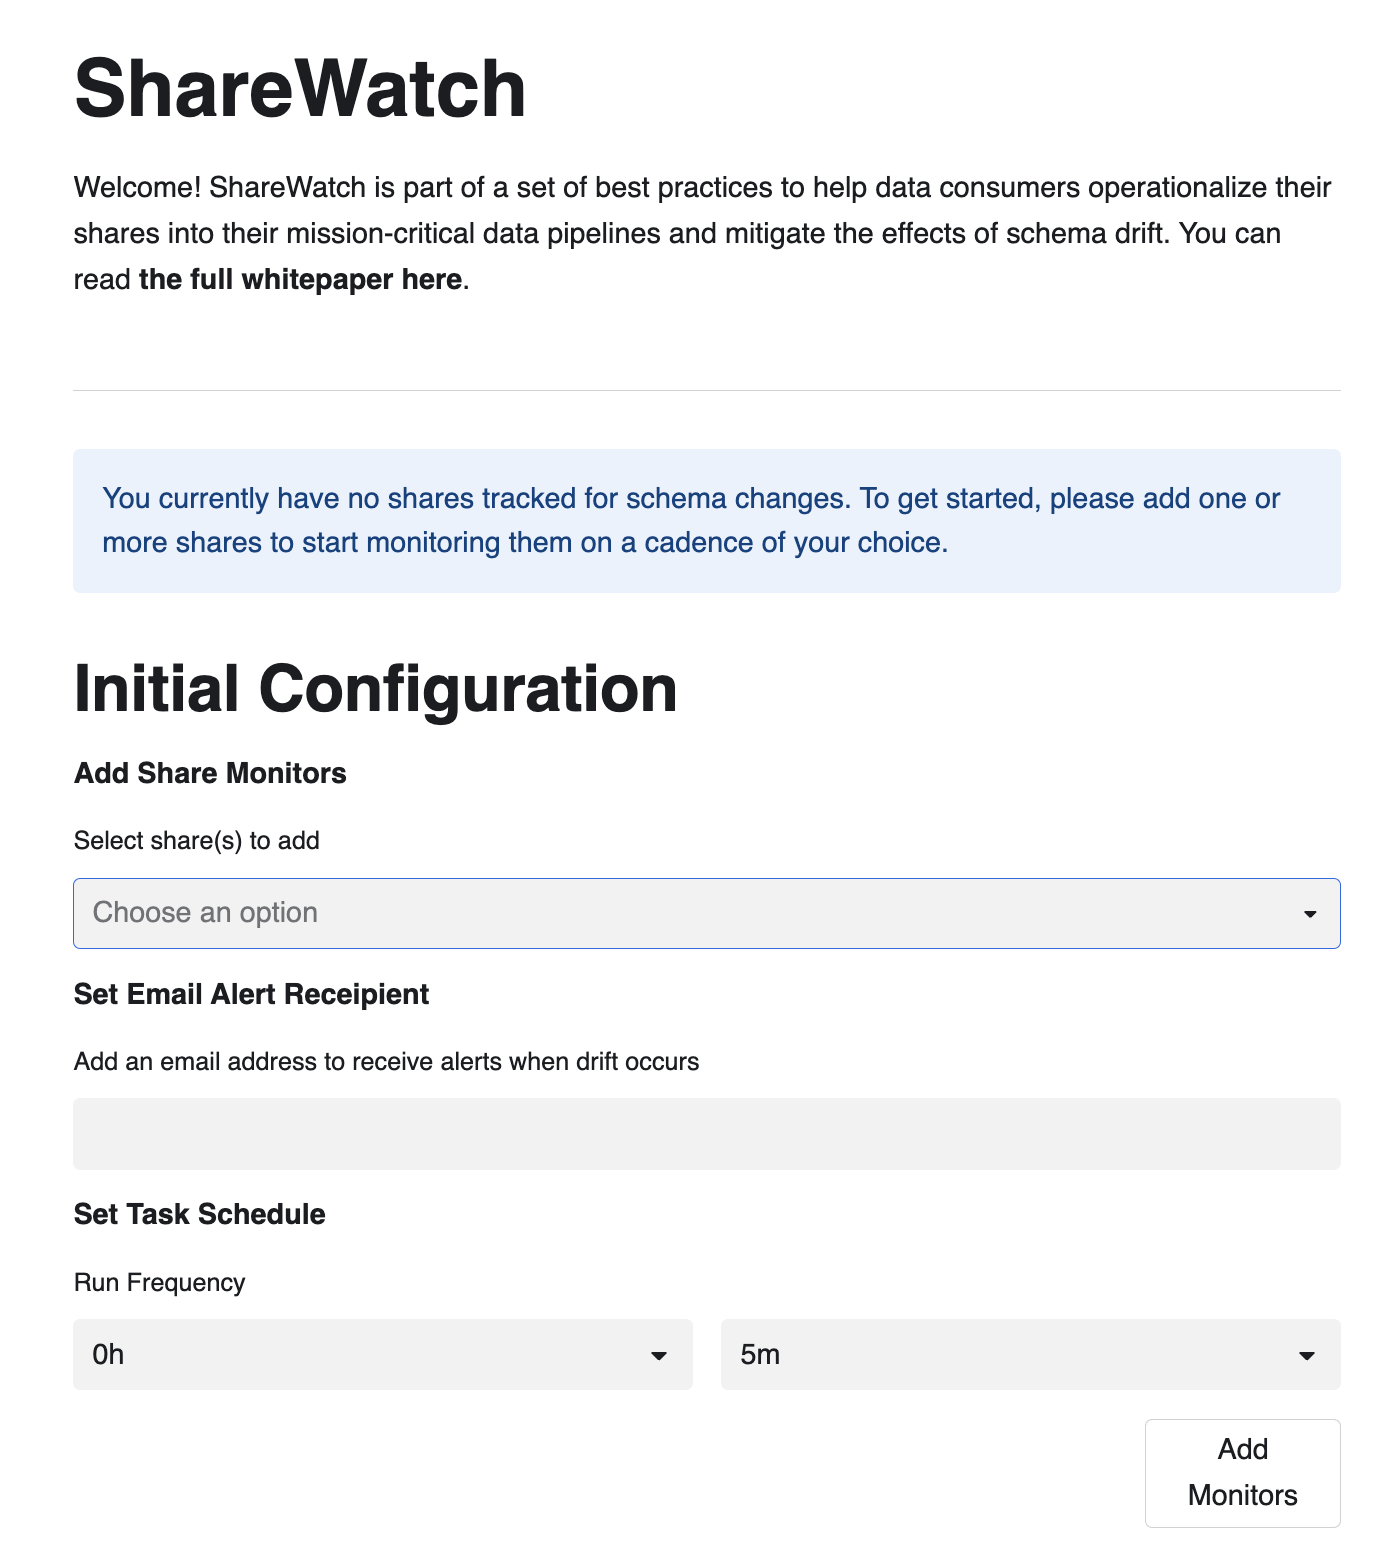 ShareWatch
Welcome! ShareWatch is part of a set of best practices to help data consumers operationalize their
shares into their mission-critical data pipelines and mitigate the effects of schema drift. You can
read the full whitepaper here.
You currently have no shares tracked for schema changes. To get started, please add one or
more shares to start monitoring them on a cadence of your choice.
Initial Configuration
Add Share Monitors
Select share(s) to add
Choose an option
Set Email Alert Receipient
Add an email address to receive alerts when drift occurs
Set Task Schedule
Run Frequency
0h
5m
Add
Monitors